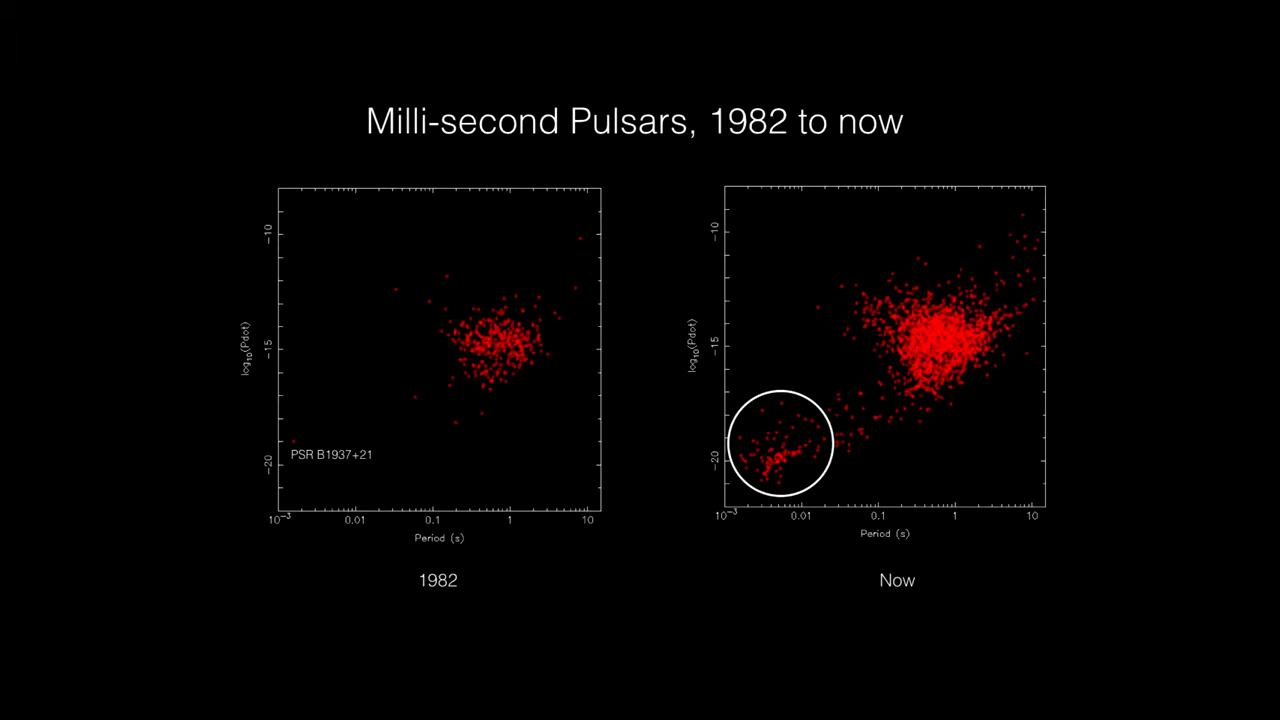 Milli-second Pulsars, 1982 to now
-10
-15
-20
log₁₀(Pdot)
PSR B1937+21
10⁻³ 0.01 0.1 1 10
Period (s)
1982
-10
-15
-20
log₁₀(Pdot)
10⁻³ 0.01 0.1 1 10
Period (s)
Now